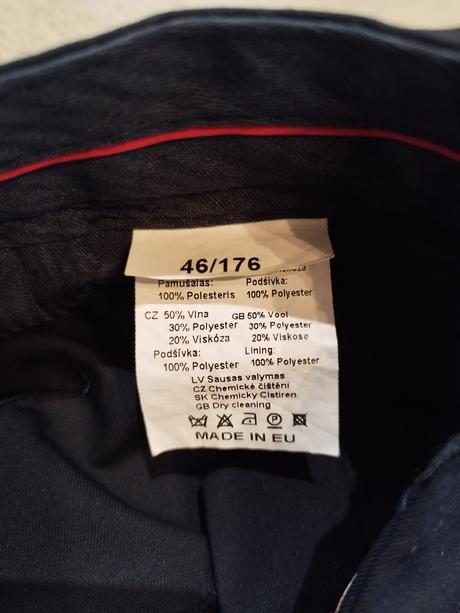 46/176
Pamušalas: Podšivka:
100% Polesteris 100% Polyester
CZ 50% Vlna GB 50% Vool
30% Polyester 30% Polyester
20% Viskóza 20% Viskose
Podšívka: Lining:
100% Polyester 100% Polyester
LV Sausas valymas
CZ Chemické čištění
SK Chemicky Cistiren
GB Dry cleaning
P
MADE IN EU